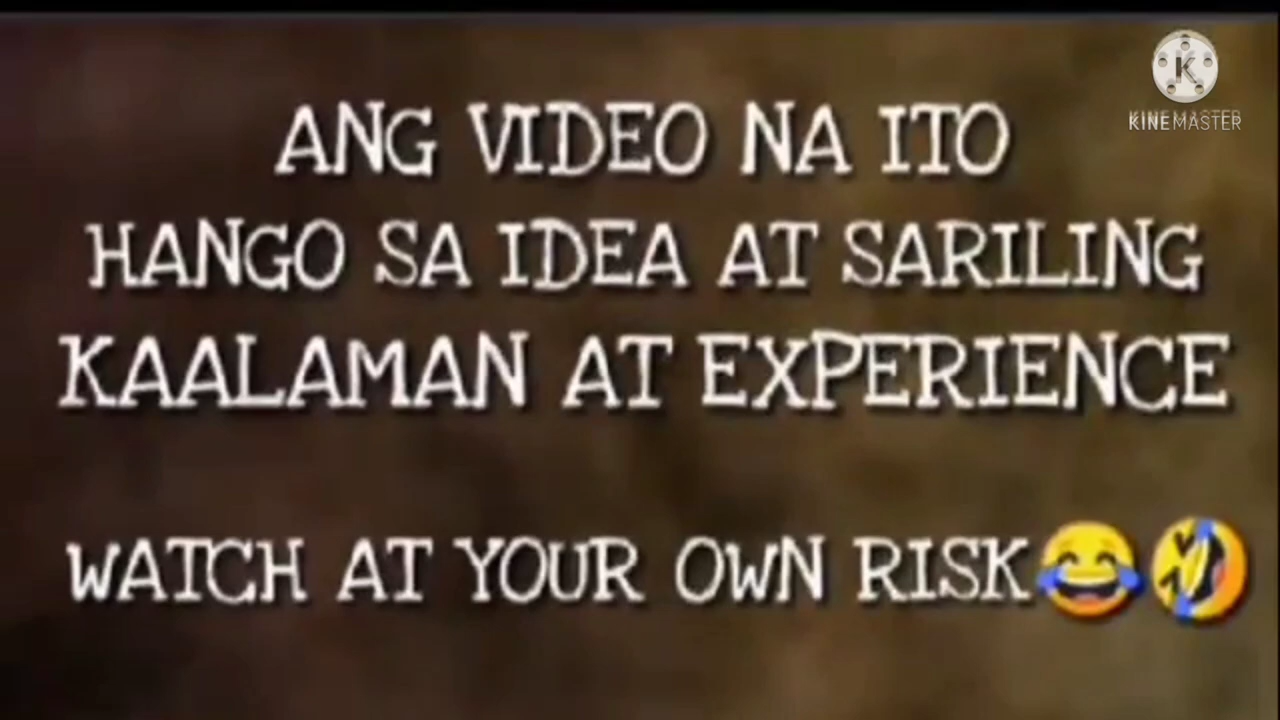 KINEMASTER
ANG VIDEO NA ITO
HANGO SA IDEA AT SARILING
KAALAMAN AT EXPERIENCE
WATCH AT YOUR OWN RISK😂🤣